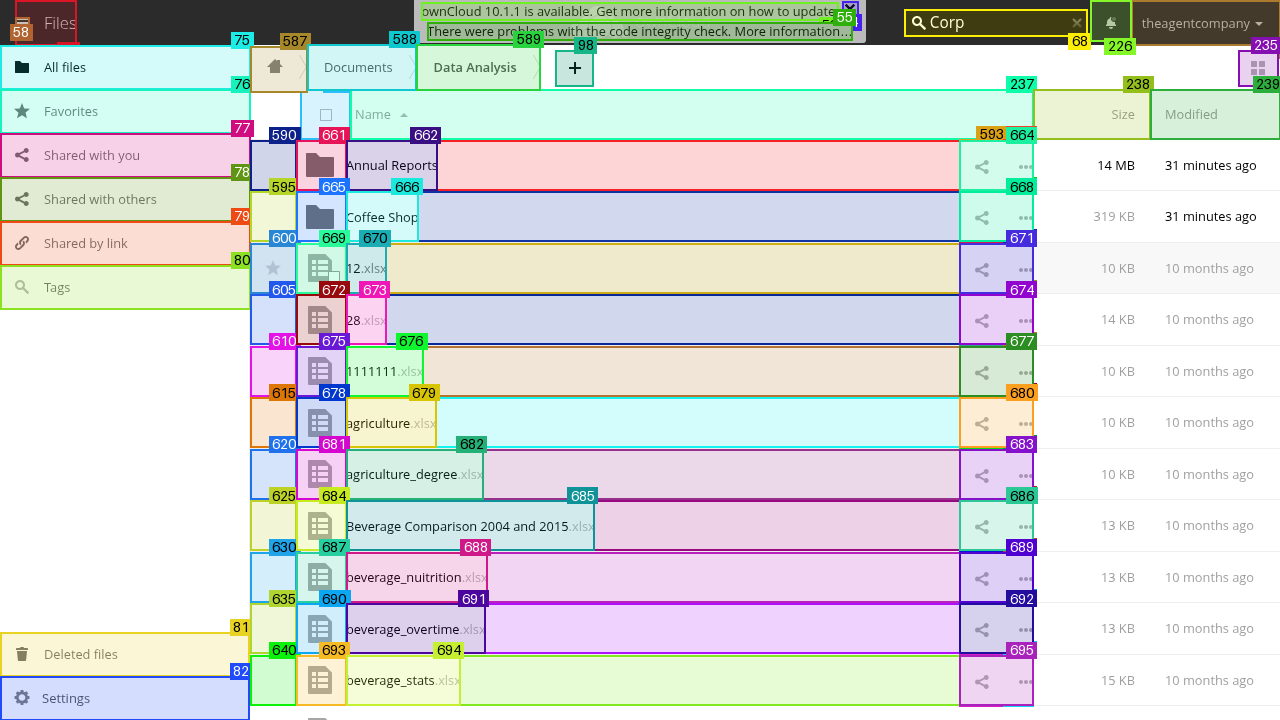 Files
ownCloud 10.1.1 is available. Get more information on how to update
There were problems with the code integrity check. More information...
55
Corp
theagentcompany
58
68
226
75
587
588
589
98
235
All files
Documents
Data Analysis
+
76
237
238
239
Favorites
Name
Size
Modified
77
590
661
662
593
664
Shared with you
Annual Reports
14 MB
31 minutes ago
78
595
665
666
668
Shared with others
Coffee Shop
319 KB
31 minutes ago
79
600
669
670
671
Shared by link
12.xlsx
10 KB
10 months ago
80
605
672
673
674
Tags
28.xlsx
14 KB
10 months ago
610
675
676
677
1111111.xlsx
10 KB
10 months ago
615
678
679
680
agriculture.xlsx
10 KB
10 months ago
620
681
682
683
agriculture_degree.xlsx
10 KB
10 months ago
625
684
685
686
Beverage Comparison 2004 and 2015.xlsx
13 KB
10 months ago
630
687
688
689
beverage_nuitrition.xlsx
13 KB
10 months ago
635
690
691
692
81
beverage_overtime.xlsx
13 KB
10 months ago
640
693
694
695
Deleted files
82
beverage_stats.xlsx
15 KB
10 months ago
Settings